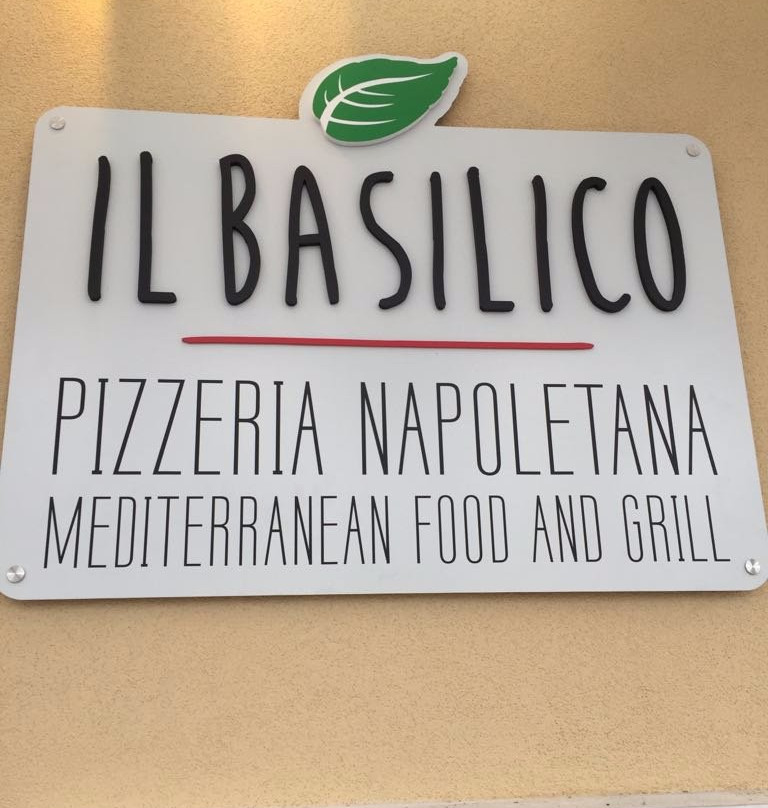 IL BASILICO
PIZZERIA NAPOLETANA
MEDITERRANEAN FOOD AND GRILL